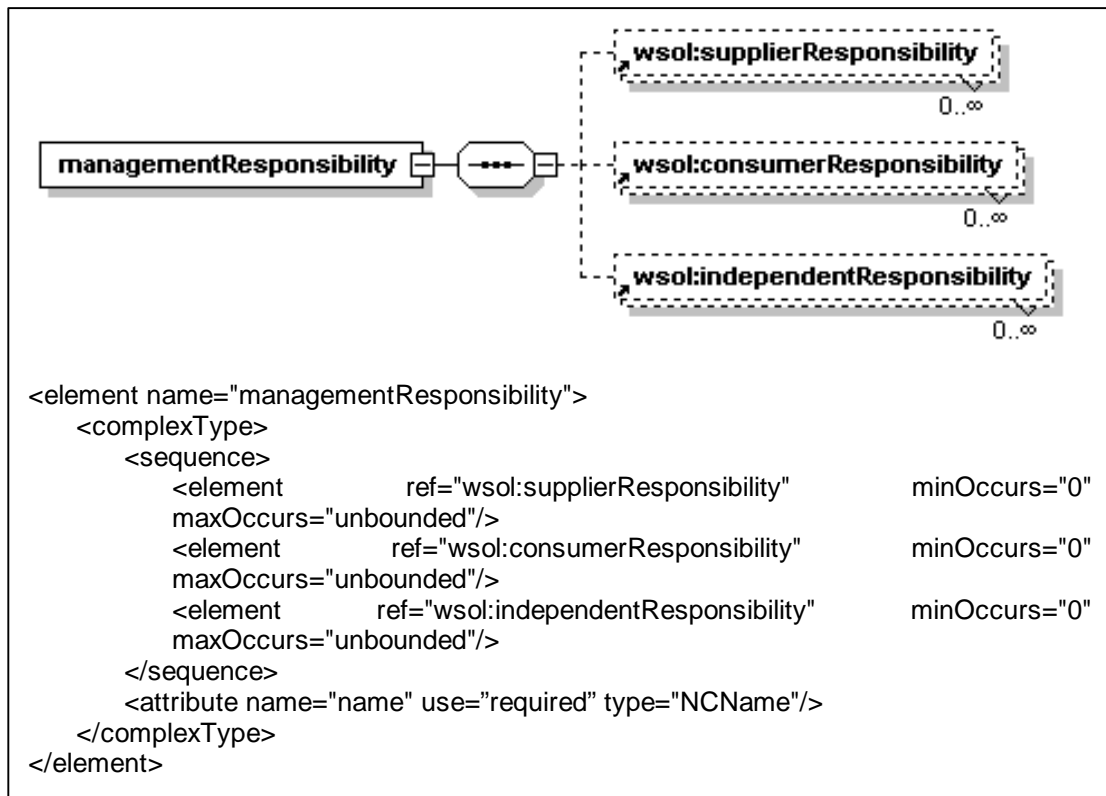 wsol:supplierResponsibility
0..∞
managementResponsibility
wsol:consumerResponsibility
0..∞
wsol:independentResponsibility
0..∞
<element name="managementResponsibility">
<complexType>
<sequence>
<element ref="wsol:supplierResponsibility" minOccurs="0"
maxOccurs="unbounded"/>
<element ref="wsol:consumerResponsibility" minOccurs="0"
maxOccurs="unbounded"/>
<element ref="wsol:independentResponsibility" minOccurs="0"
maxOccurs="unbounded"/>
</sequence>
<attribute name="name" use=”required” type="NCName"/>
</complexType>
</element>